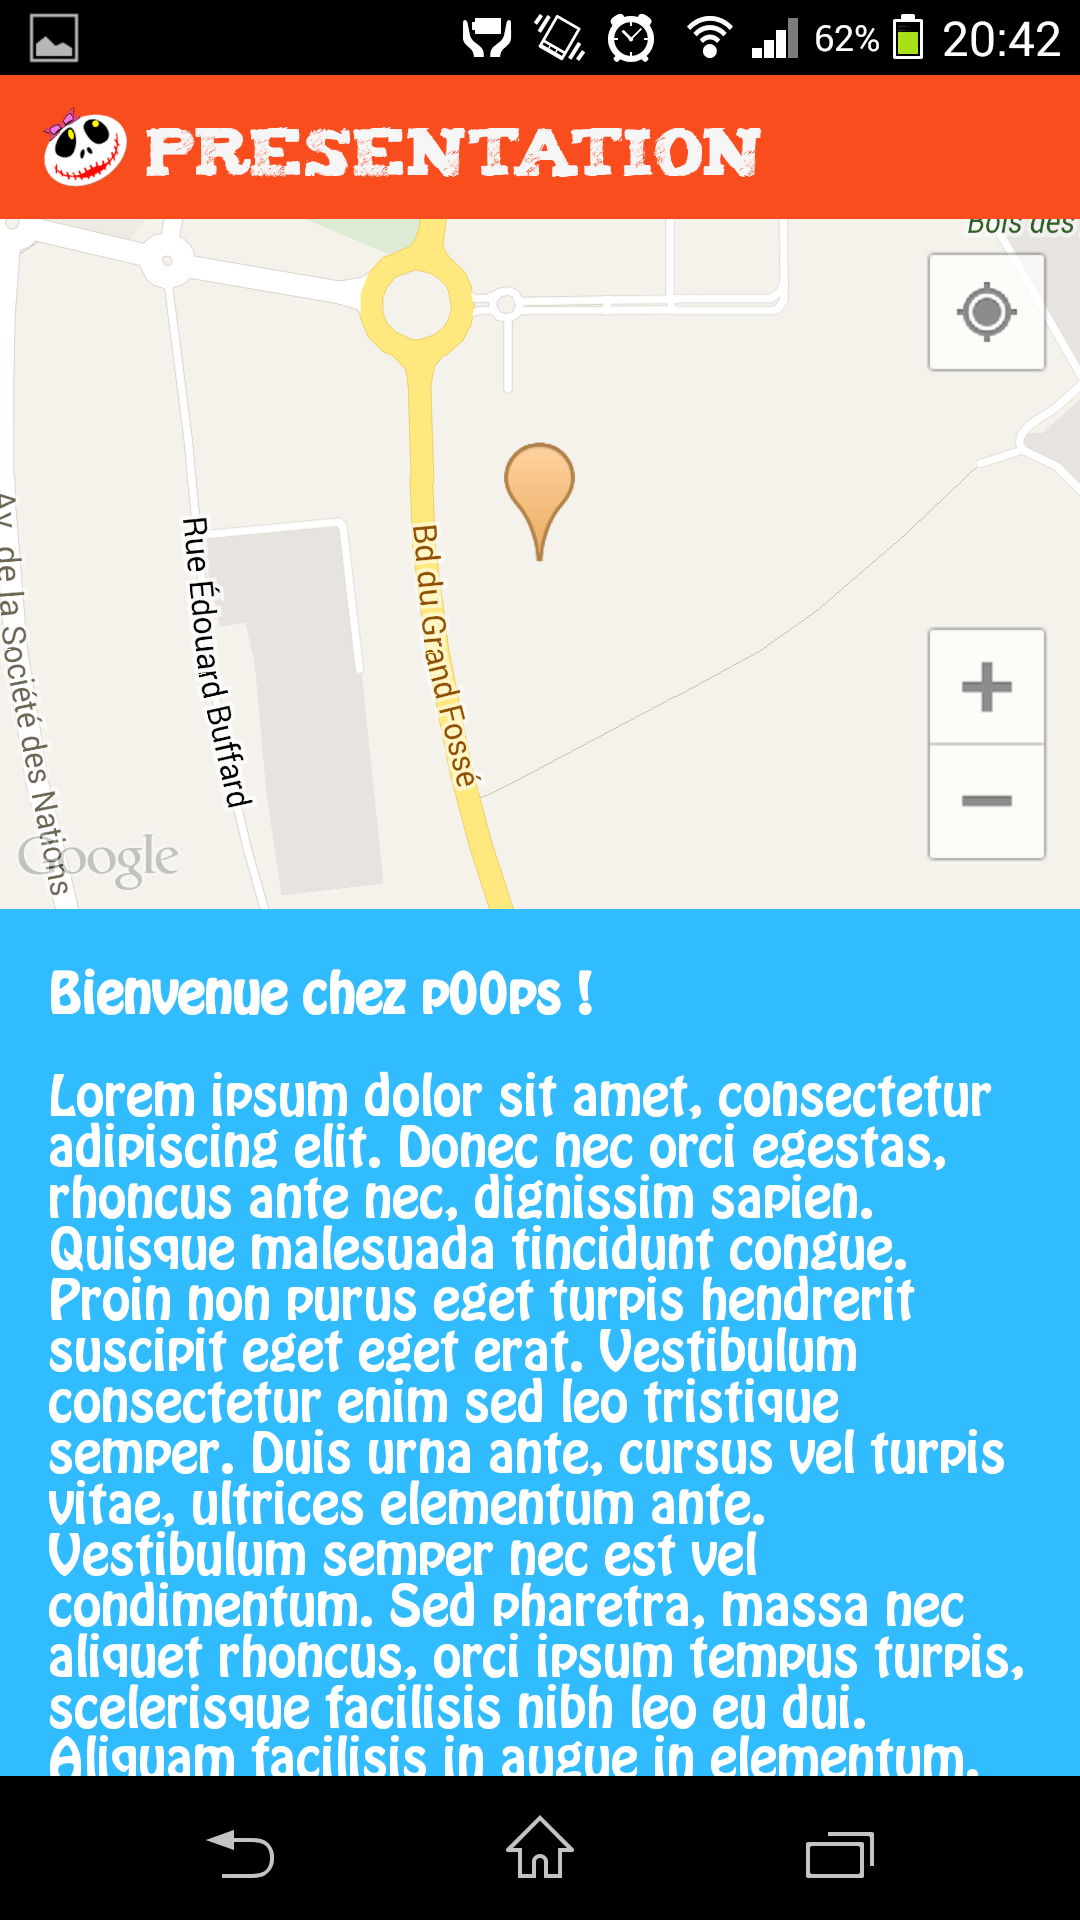 62% 20:42
PRESENTATION
Bois des
Av. de la Société des Nations
Rue Édouard Buffard
Bd du Grand Fossé
Google
Bienvenue chez p00ps !
Lorem ipsum dolor sit amet, consectetur
adipiscing elit. Donec nec orci egestas,
rhoncus ante nec, dignissim sapien.
Quisque malesuada tincidunt congue.
Proin non purus eget turpis hendrerit
suscipit eget eget erat. Vestibulum
consectetur enim sed leo tristique
semper. Duis urna ante, cursus vel turpis
vitae, ultrices elementum ante.
Vestibulum semper nec est vel
condimentum. Sed pharetra, massa nec
aliquet rhoncus, orci ipsum tempus turpis,
scelerisque facilisis nibh leo eu dui.
Aliquam facilisis in augue in elementum.